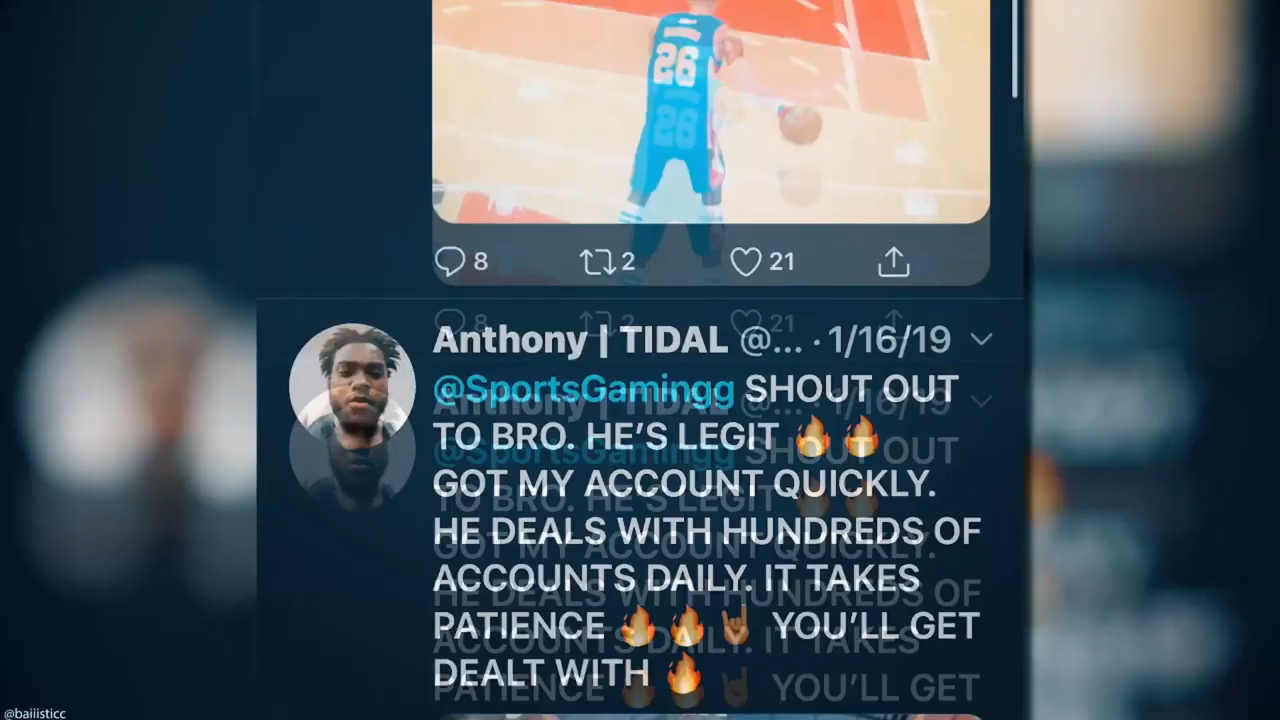 26
8 2 21
Anthony | TIDAL @... · 1/16/19
@SportsGamingg SHOUT OUT
TO BRO. HE’S LEGIT 🔥 🔥
GOT MY ACCOUNT QUICKLY.
HE DEALS WITH HUNDREDS OF
ACCOUNTS DAILY. IT TAKES
PATIENCE 🔥 🔥 🤘🏾 YOU’LL GET
DEALT WITH 🔥
@baiiisticc